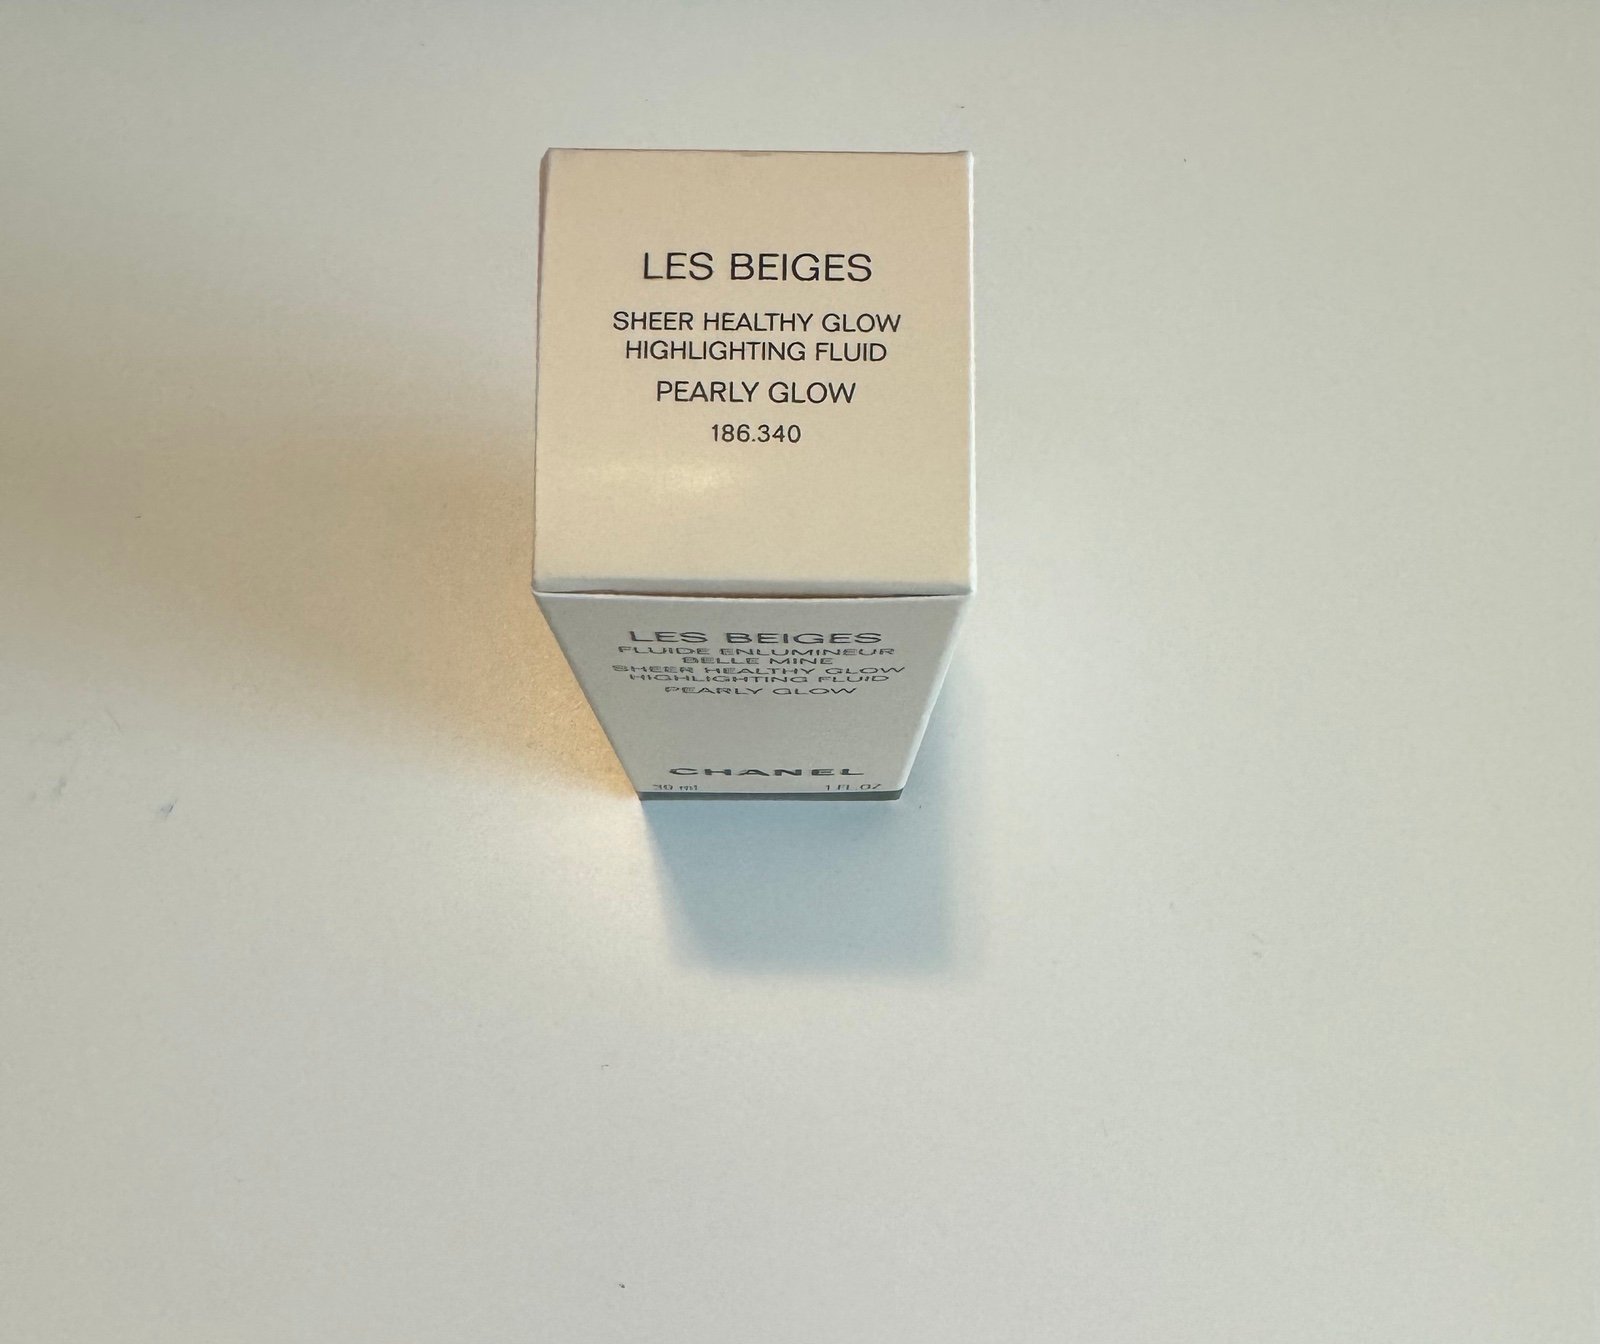 LES BEIGES
SHEER HEALTHY GLOW
HIGHLIGHTING FLUID
PEARLY GLOW
186.340
LES BEIGES
FLUIDE ENLUMINEUR
BELLE MINE
SHEER HEALTHY GLOW
HIGHLIGHTING FLUID
PEARLY GLOW
CHANEL
30 ml 1 FL.OZ